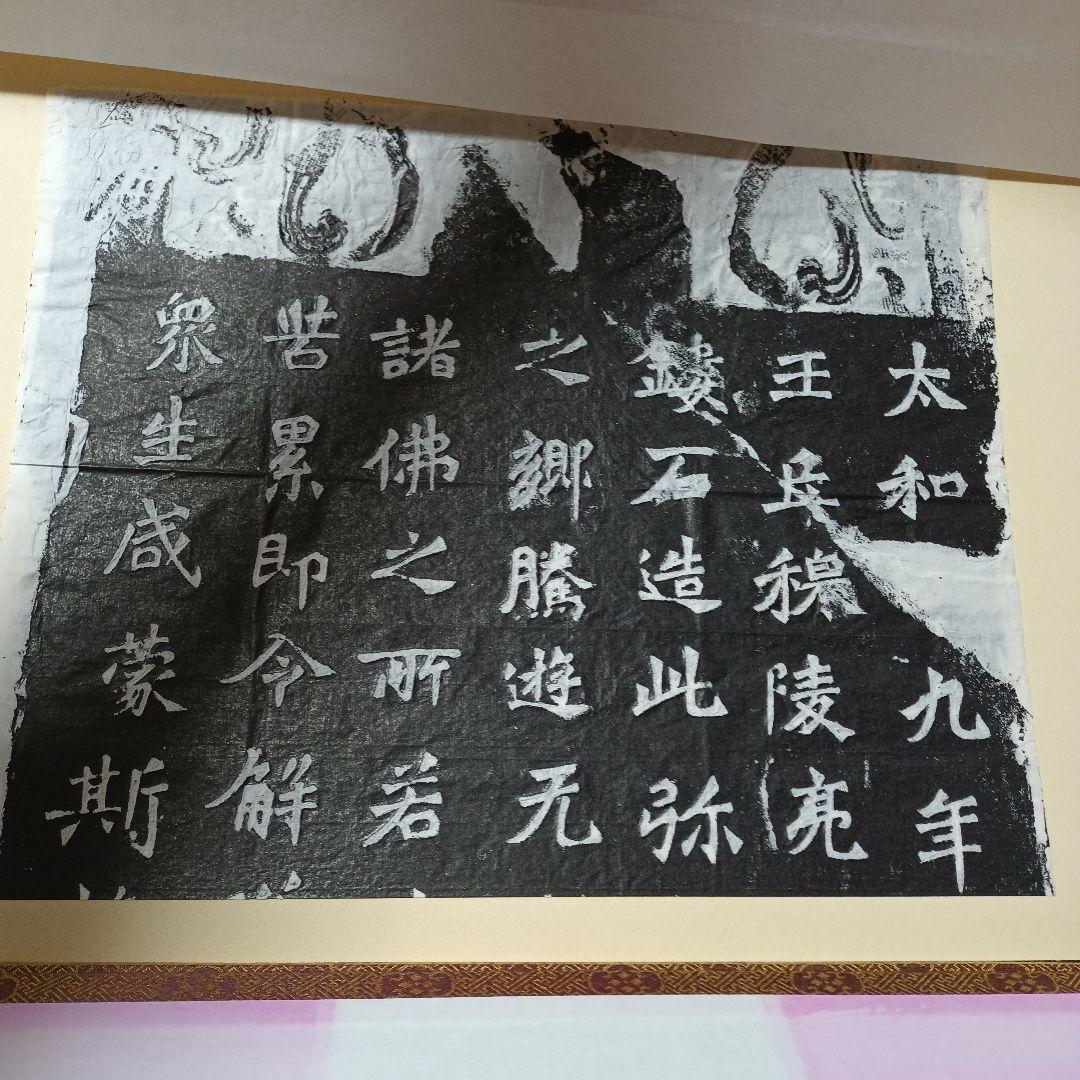 太和九年
王丘穆陵亮
鏤石造此弥
之鄉騰遊无
諸佛之所若
苦累即令解
衆生咸蒙斯